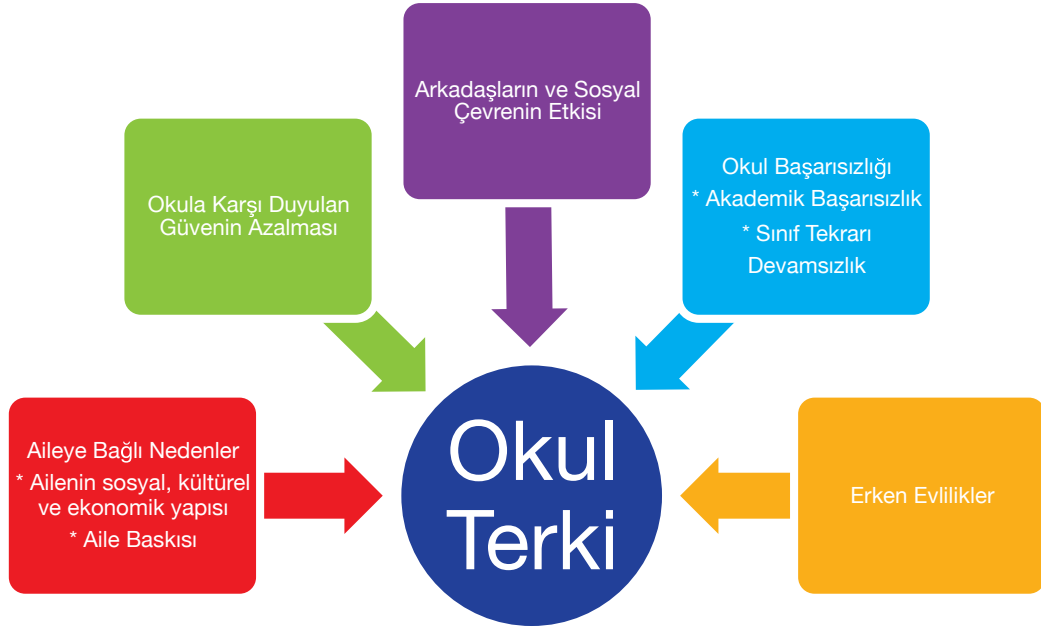 Arkadaşların ve Sosyal
Çevrenin Etkisi
Okula Karşı Duyulan
Güvenin Azalması
Okul Başarısızlığı
* Akademik Başarısızlık
* Sınıf Tekrarı
Devamsızlık
Aileye Bağlı Nedenler
* Ailenin sosyal, kültürel
ve ekonomik yapısı
* Aile Baskısı
Okul
Terki
Erken Evlilikler